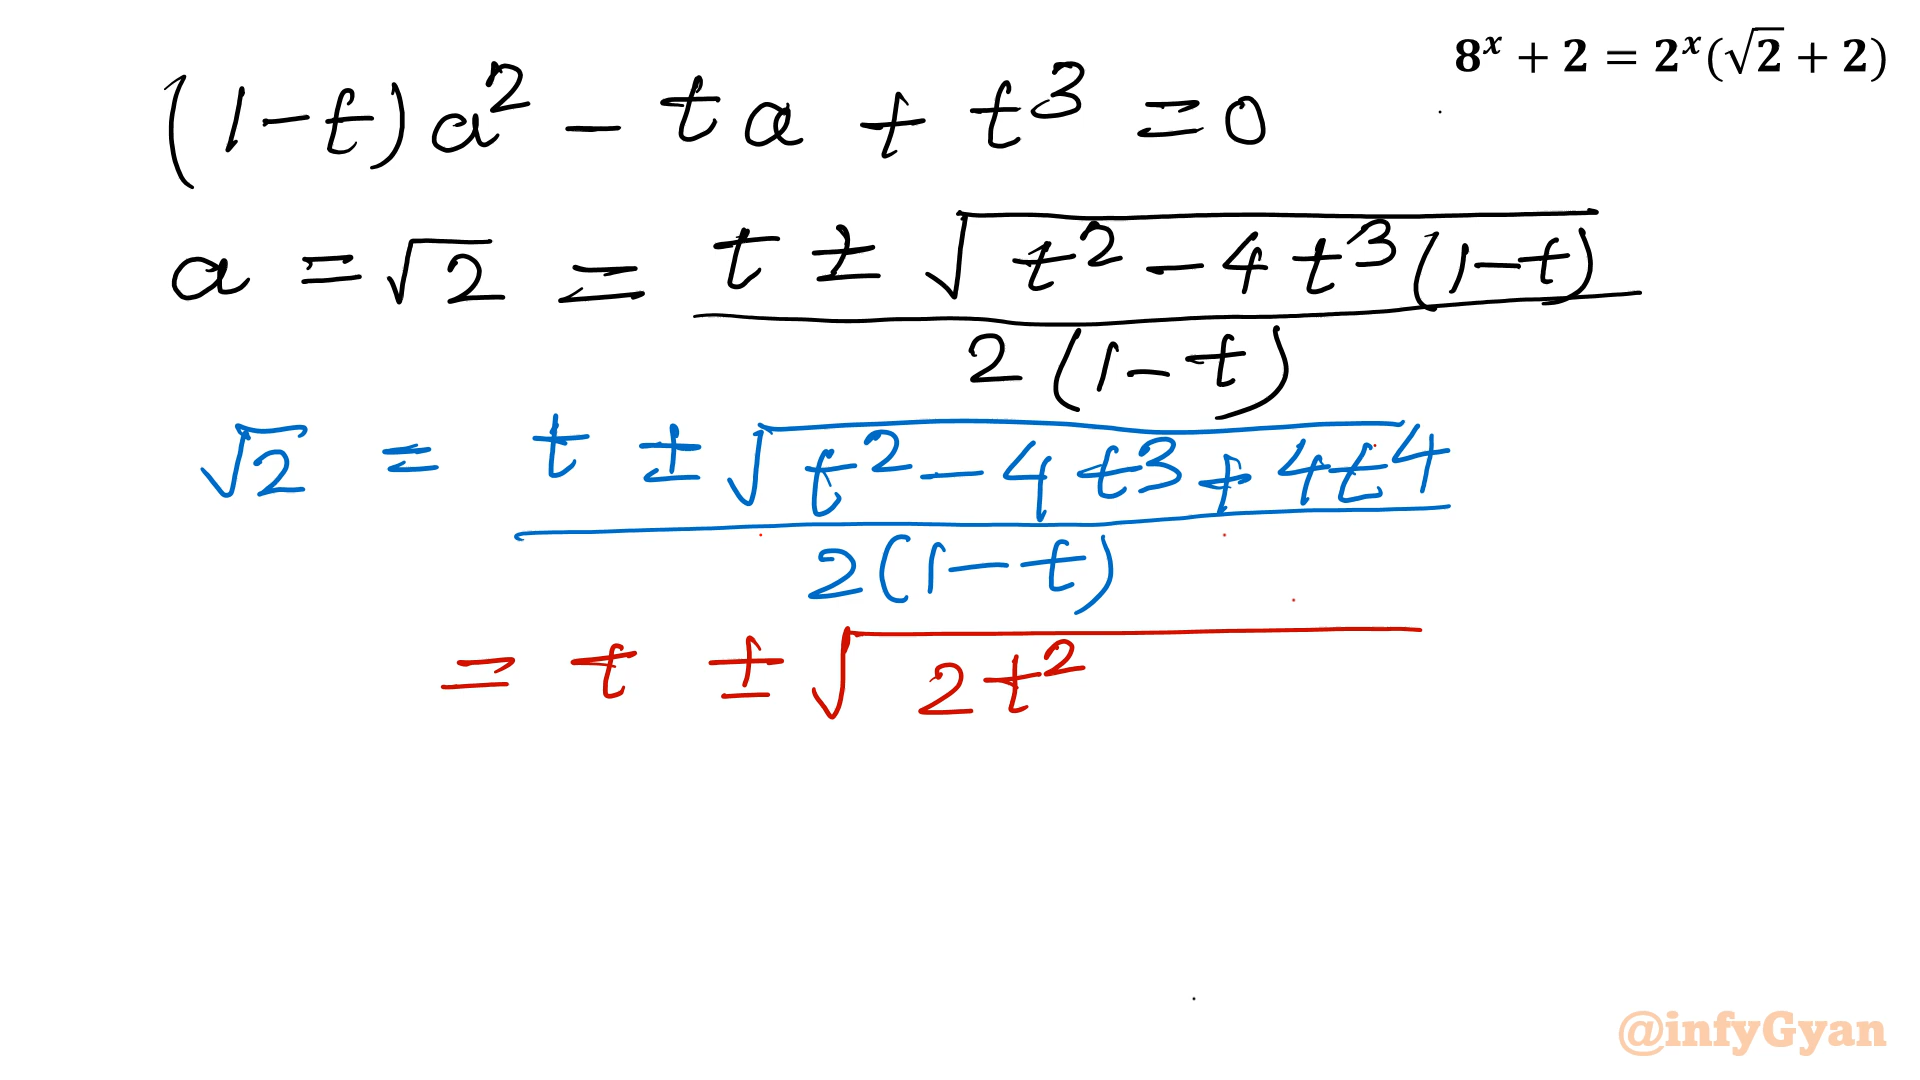 8^x + 2 = 2^x(√2 + 2)
(1-t)a² - ta + t³ = 0
a = √2 = (t ± √(t² - 4t³(1-t))) / (2(1-t))
√2 = (t ± √(t² - 4t³ + 4t⁴)) / (2(1-t))
= t ± √(2t²
@infyGyan